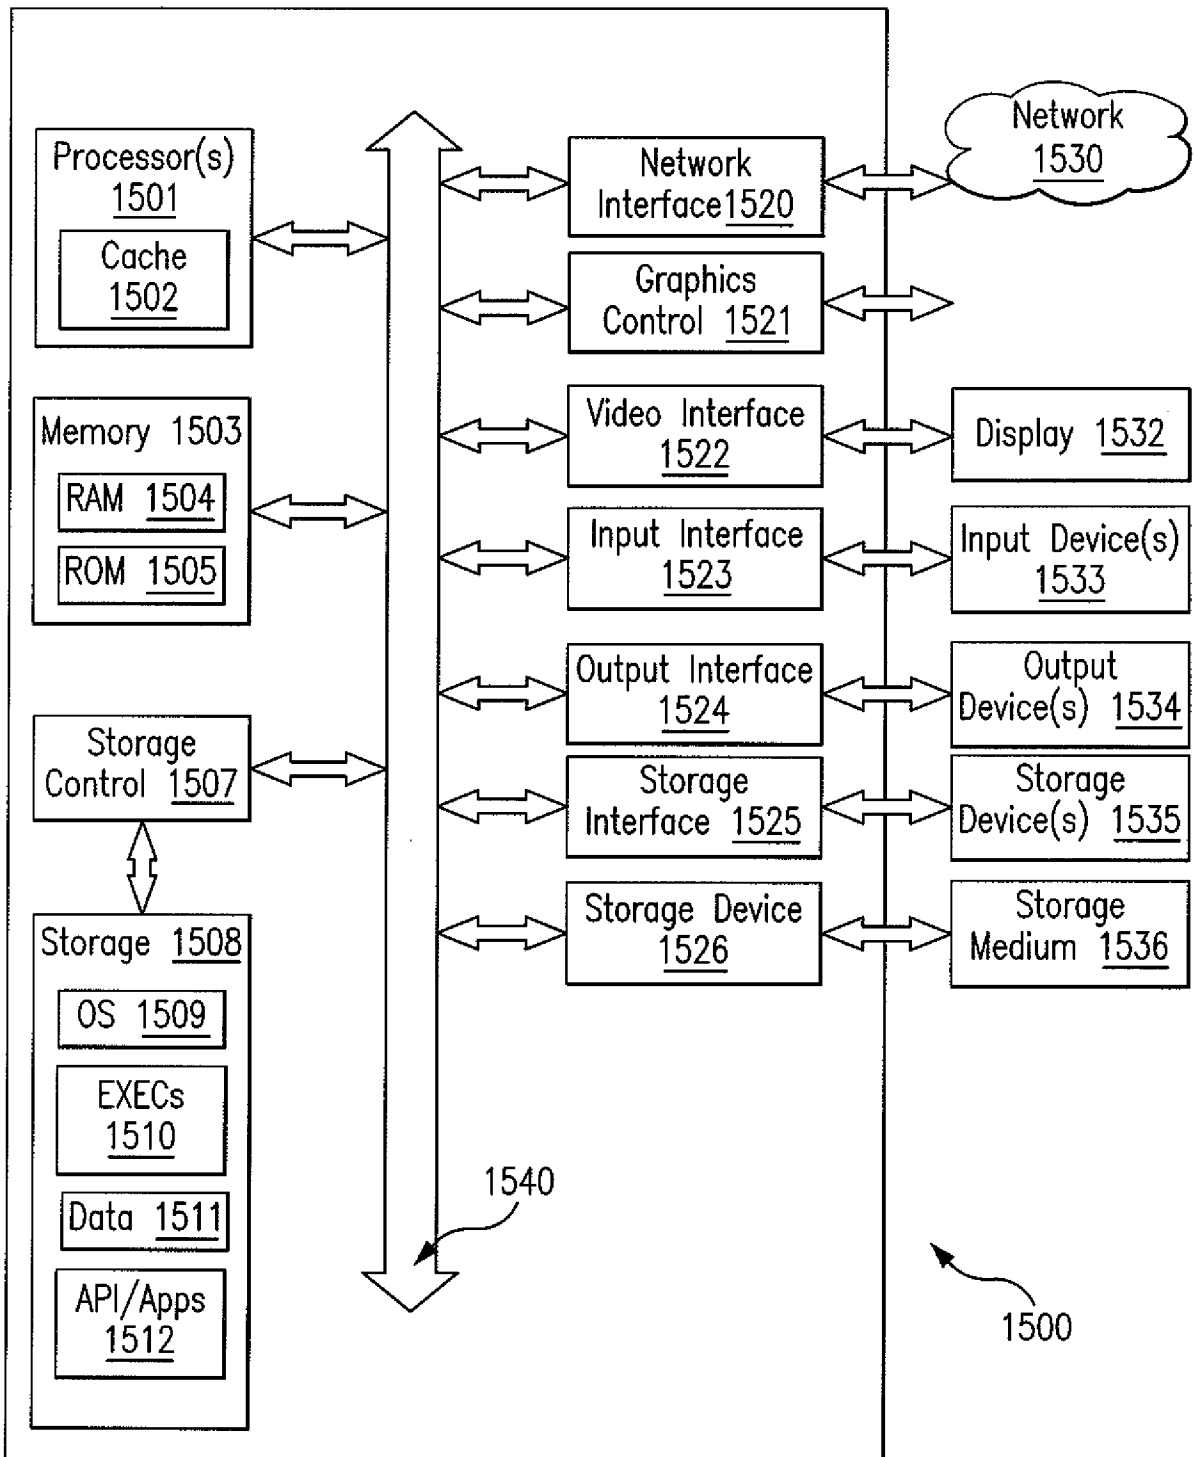 Processor(s)
1501
Cache
1502
Memory 1503
RAM 1504
ROM 1505
Storage
Control 1507
Storage 1508
OS 1509
EXECs
1510
Data 1511
API/Apps
1512
Network
Interface 1520
Graphics
Control 1521
Video Interface
1522
Input Interface
1523
Output Interface
1524
Storage
Interface 1525
Storage Device
1526
Network
1530
Display 1532
Input Device(s)
1533
Output
Device(s) 1534
Storage
Device(s) 1535
Storage
Medium 1536
1540
1500